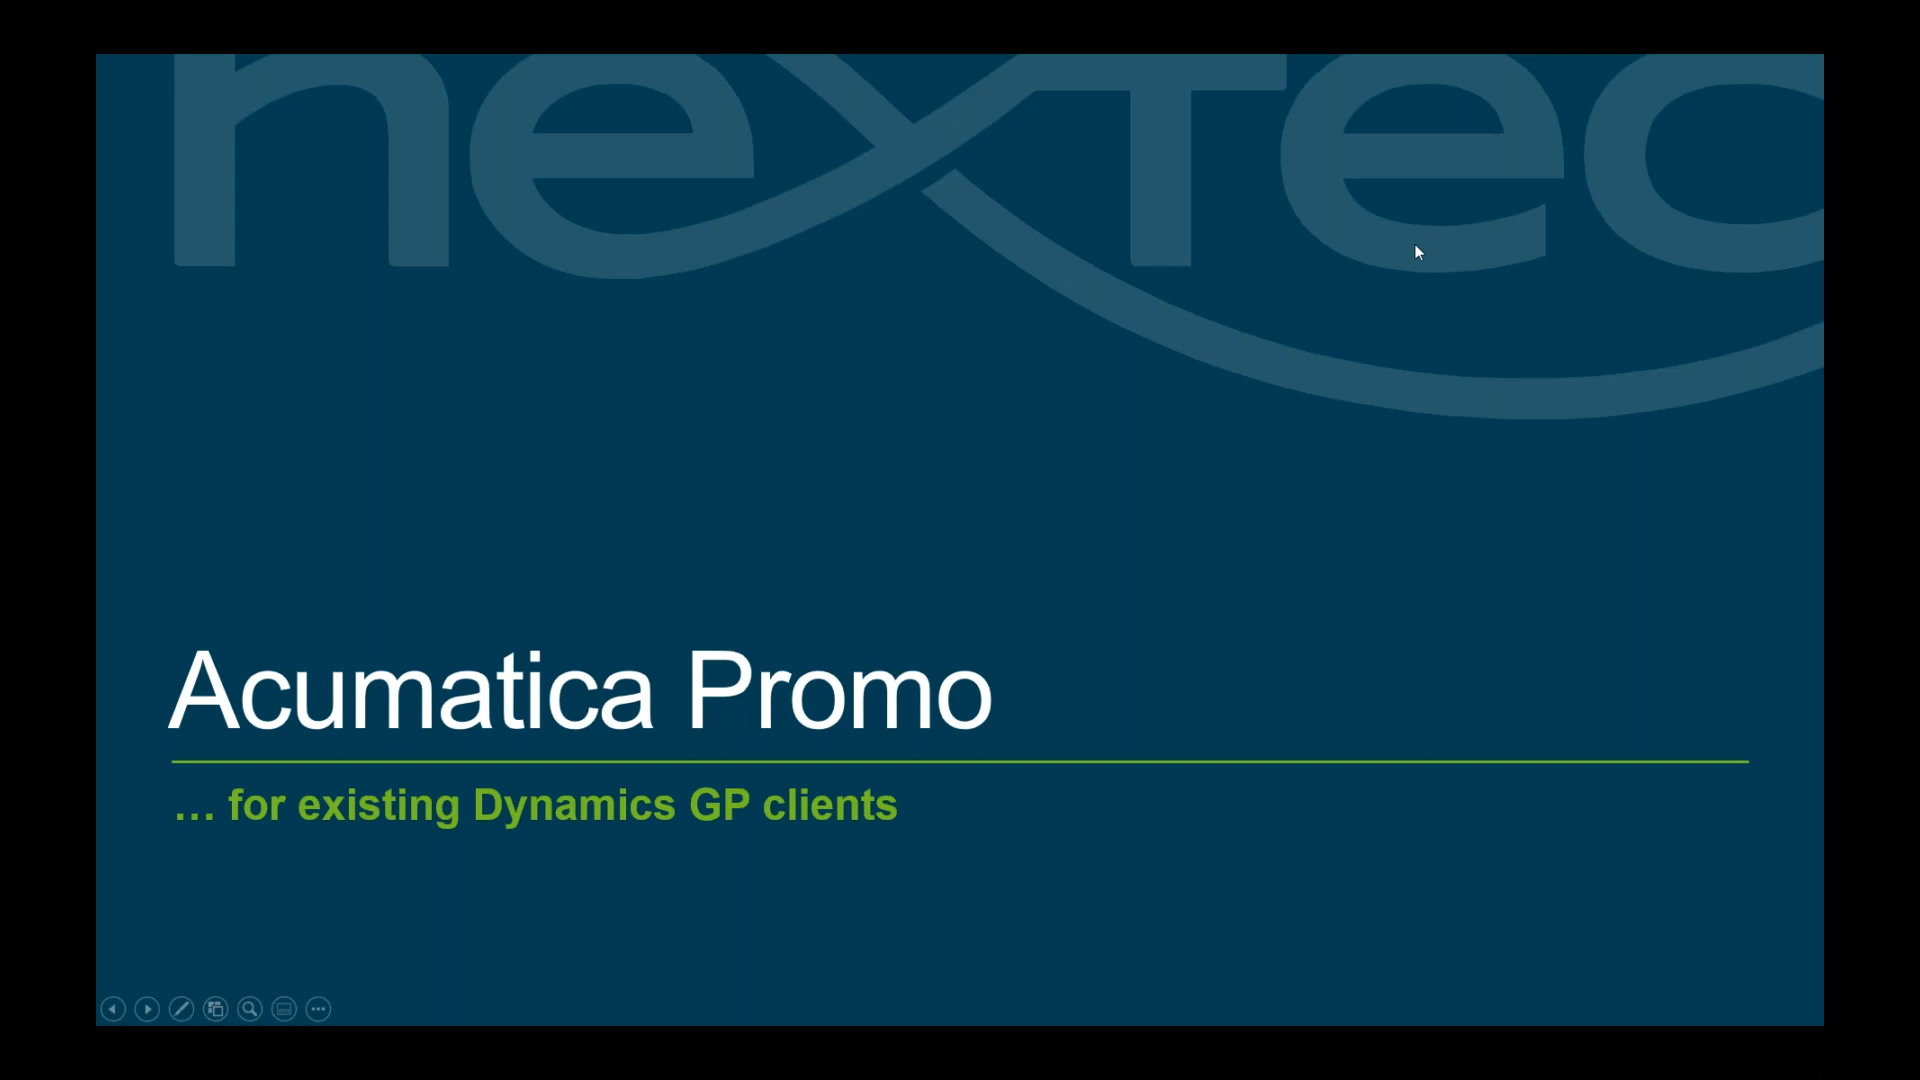 nexTec
Acumatica Promo
... for existing Dynamics GP clients